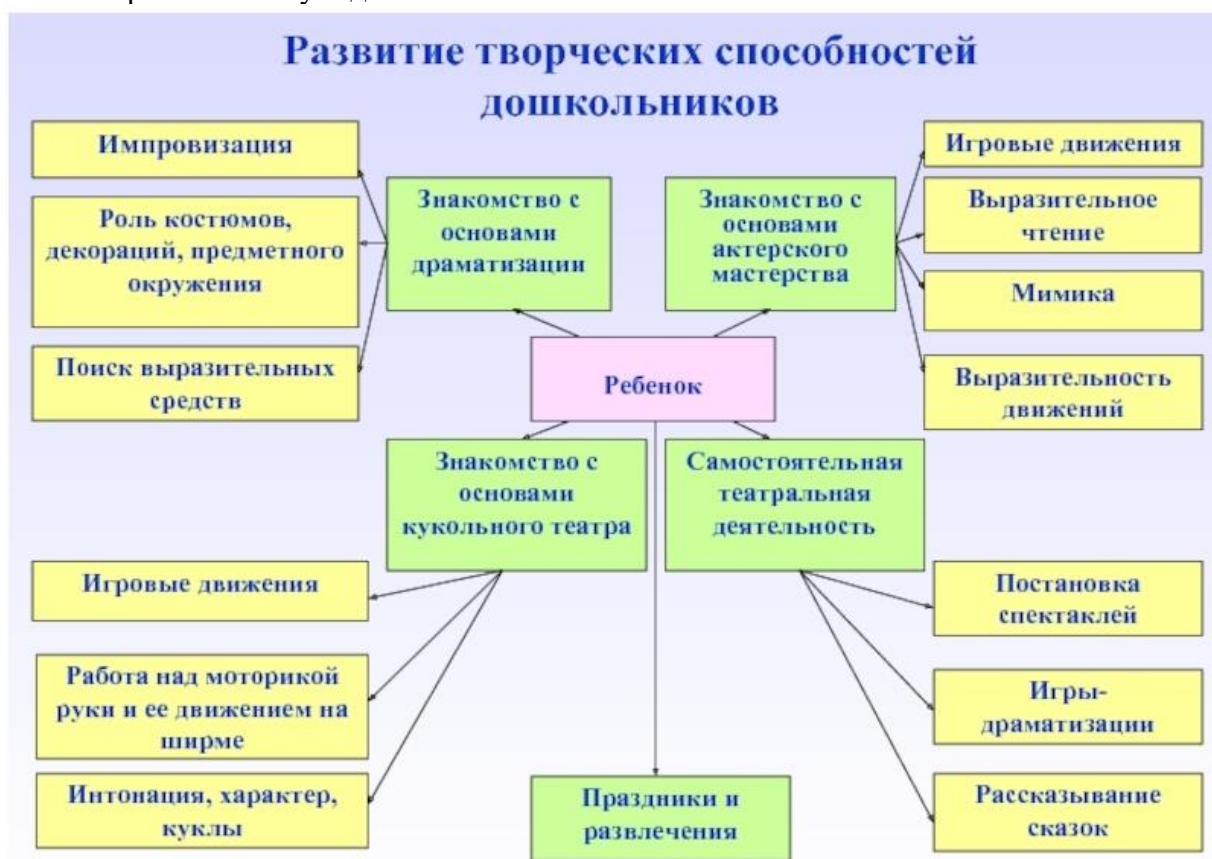 Развитие творческих способностей
дошкольников
Импровизация
Роль костюмов,
декораций, предметного
окружения
Поиск выразительных
средств
Знакомство с
основами
драматизации
Знакомство с
основами
актерского
мастерства
Игровые движения
Выразительное
чтение
Мимика
Выразительность
движений
Ребенок
Знакомство с
основами
кукольного театра
Самостоятельная
театральная
деятельность
Игровые движения
Работа над моторикой
руки и ее движением на
ширме
Интонация, характер,
куклы
Праздники и
развлечения
Постановка
спектаклей
Игры-
драматизации
Рассказывание
сказок